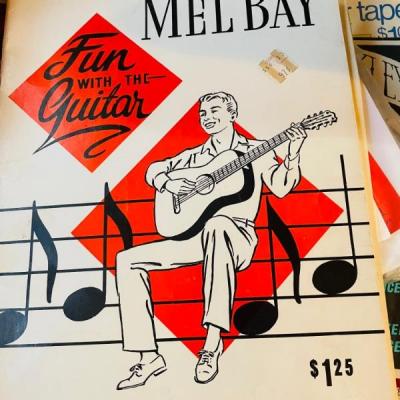 MEL BAY
Fun
WITH THE
Guitar
$1.25
tape